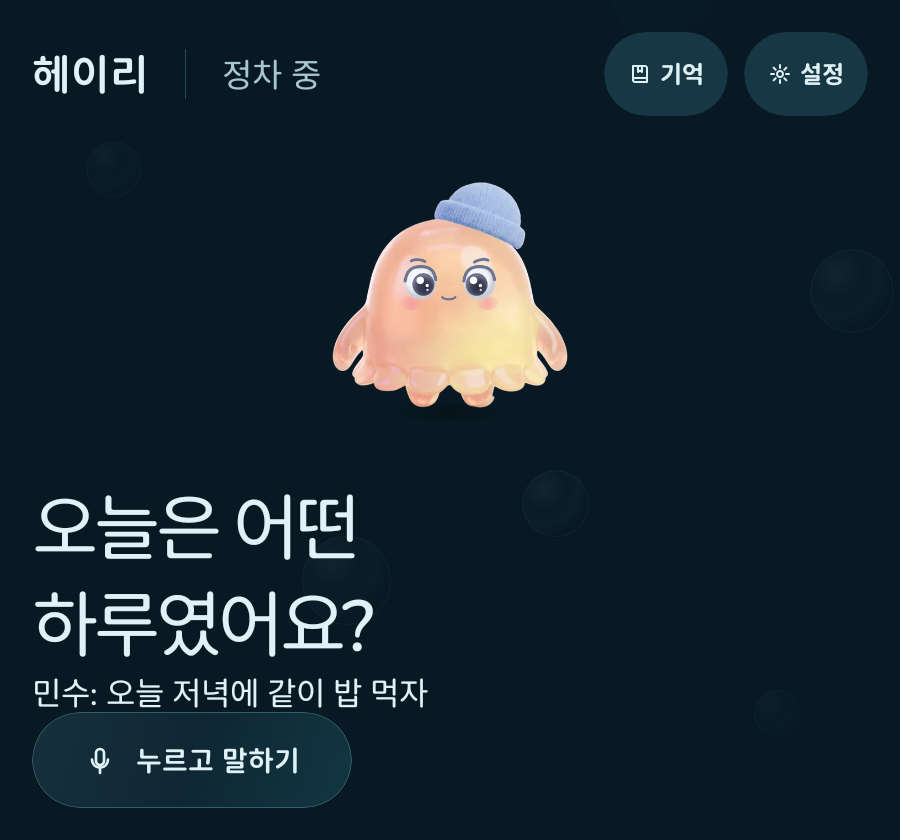 헤이리
정차 중
기억
설정
오늘은 어떤
하루였어요?
민수: 오늘 저녁에 같이 밥 먹자
누르고 말하기